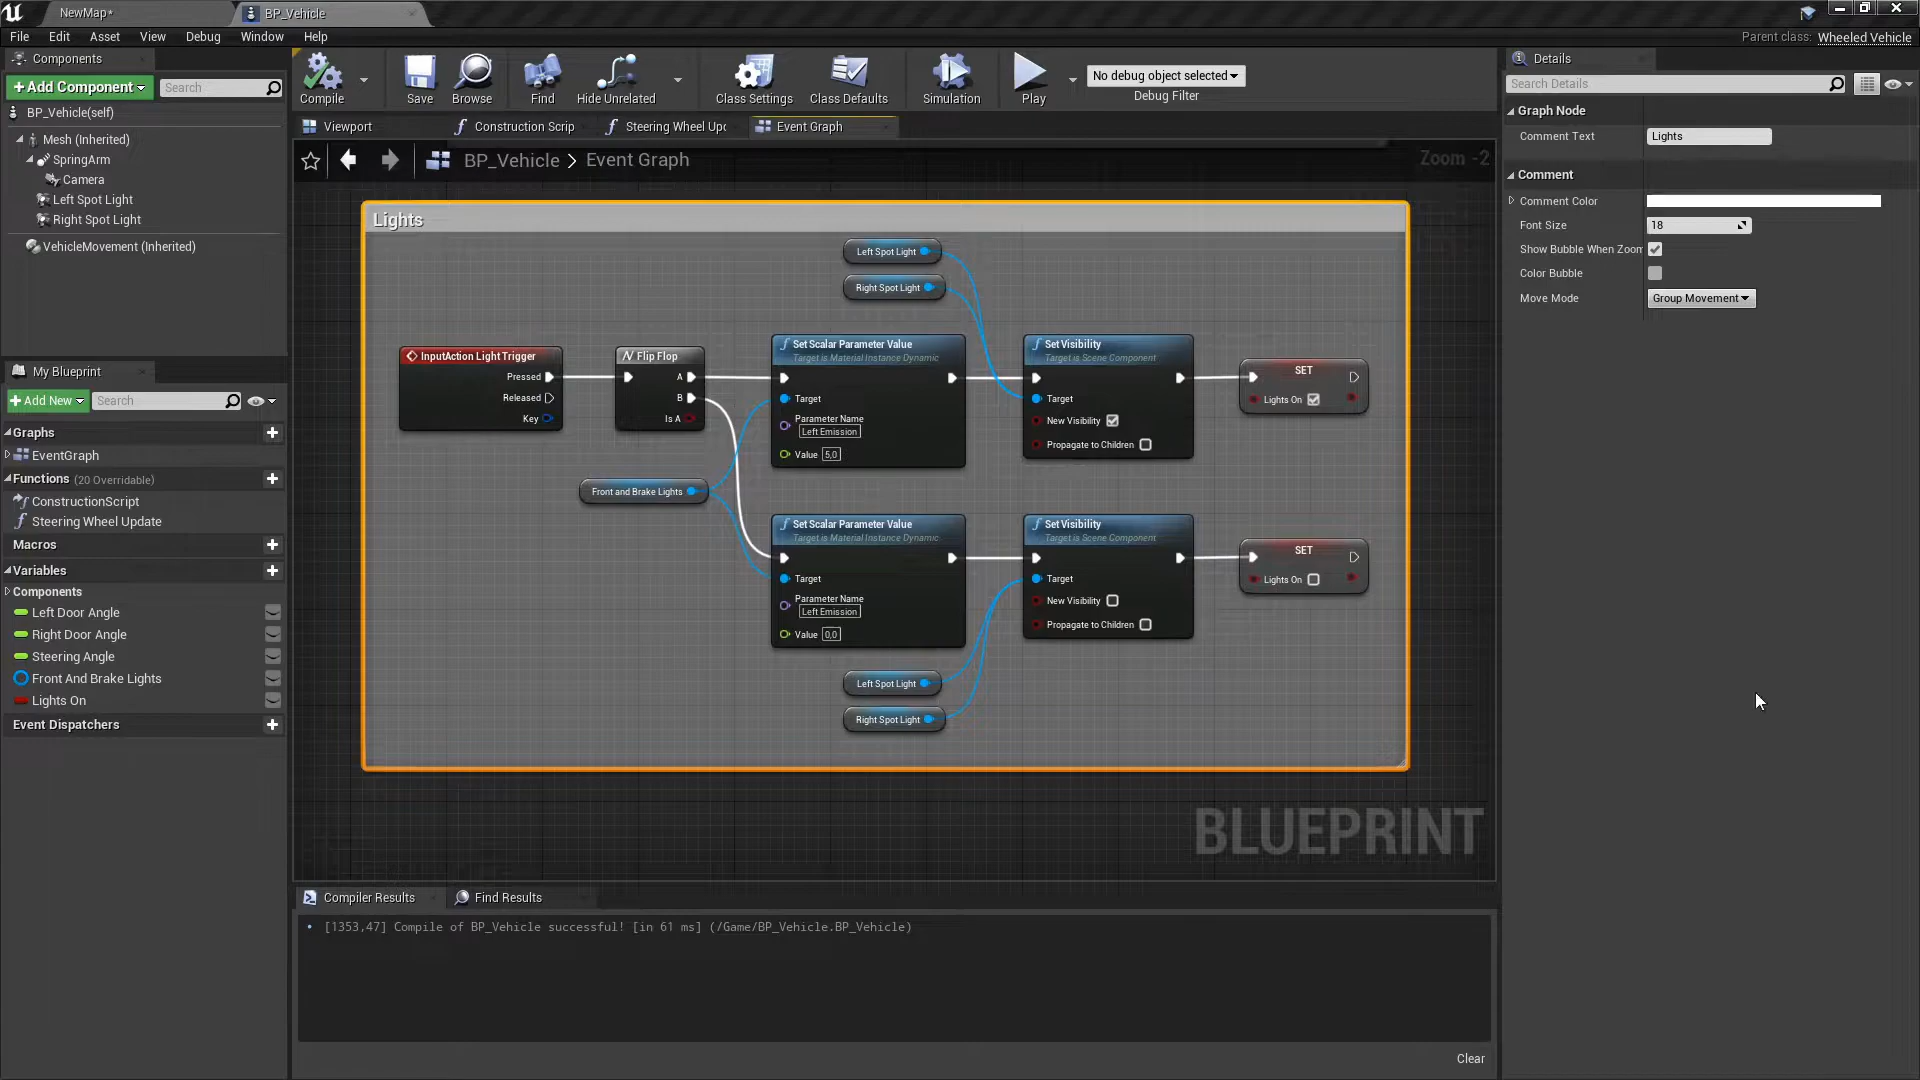 NewMap*
BP_Vehicle
File Edit Asset View Debug Window Help
Parent class: Wheeled Vehicle
Components
+Add Component
Search
BP_Vehicle(self)
Mesh (Inherited)
SpringArm
Camera
Left Spot Light
Right Spot Light
VehicleMovement (Inherited)
My Blueprint
+Add New
Search
Graphs
EventGraph
Functions (20 Overridable)
ConstructionScript
Steering Wheel Update
Macros
Variables
Components
Left Door Angle
Right Door Angle
Steering Angle
Front And Brake Lights
Lights On
Event Dispatchers
Compile
Save
Browse
Find
Hide Unrelated
Class Settings
Class Defaults
Simulation
Play
No debug object selected
Debug Filter
Viewport
Construction Scrip
Steering Wheel Upd
Event Graph
BP_Vehicle > Event Graph
Zoom -2
Lights
Left Spot Light
Right Spot Light
InputAction Light Trigger
Pressed
Released
Key
Flip Flop
A
B
Is A
Set Scalar Parameter Value
Target is Material Instance Dynamic
Target
Parameter Name
Left Emission
Value 5,0
Set Visibility
Target is Scene Component
Target
New Visibility
Propagate to Children
SET
Lights On
Front and Brake Lights
Set Scalar Parameter Value
Target is Material Instance Dynamic
Target
Parameter Name
Left Emission
Value 0,0
Set Visibility
Target is Scene Component
Target
New Visibility
Propagate to Children
SET
Lights On
Left Spot Light
Right Spot Light
BLUEPRINT
Compiler Results
Find Results
[1353,47] Compile of BP_Vehicle successful! [in 61 ms] (/Game/BP_Vehicle.BP_Vehicle)
Clear
Details
Search Details
Graph Node
Comment Text Lights
Comment
Comment Color
Font Size 18
Show Bubble When Zoom
Color Bubble
Move Mode Group Movement